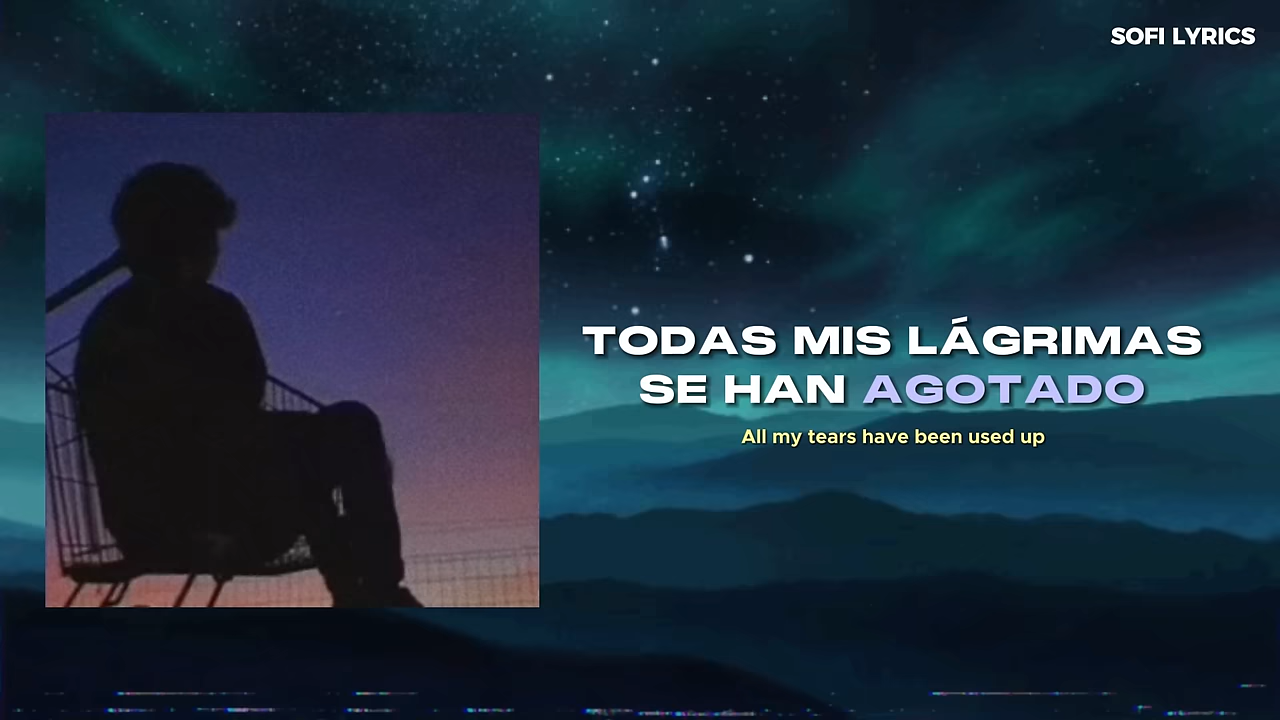 SOFI LYRICS
TODAS MIS LÁGRIMAS
SE HAN AGOTADO
All my tears have been used up